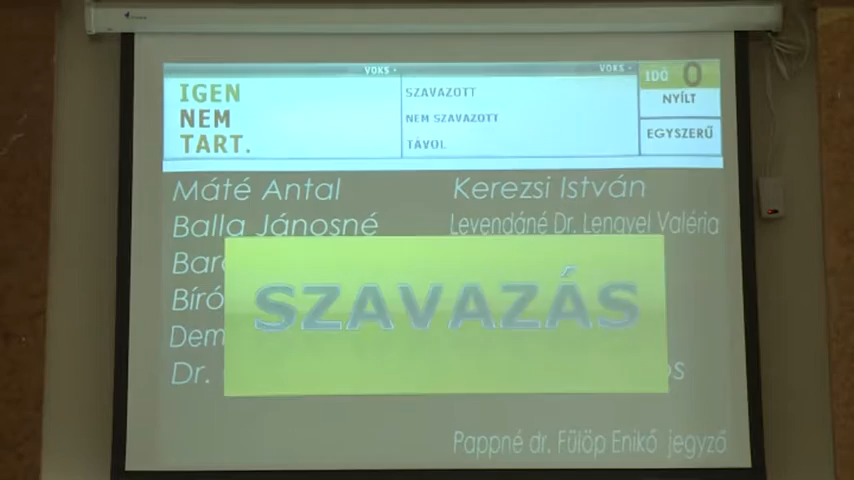 VOKS -
VOKS -
IGEN
NEM
TART.
SZAVAZOTT
NEM SZAVAZOTT
TÁVOL
IDŐ 0
NYÍLT
EGYSZERŰ
Máté Antal
Kerezsi István
Balla Jánosné
Levendáné Dr. Lengyel Valéria
SZAVAZÁS
Dr.
Pappné dr. Fülöp Enikő jegyző